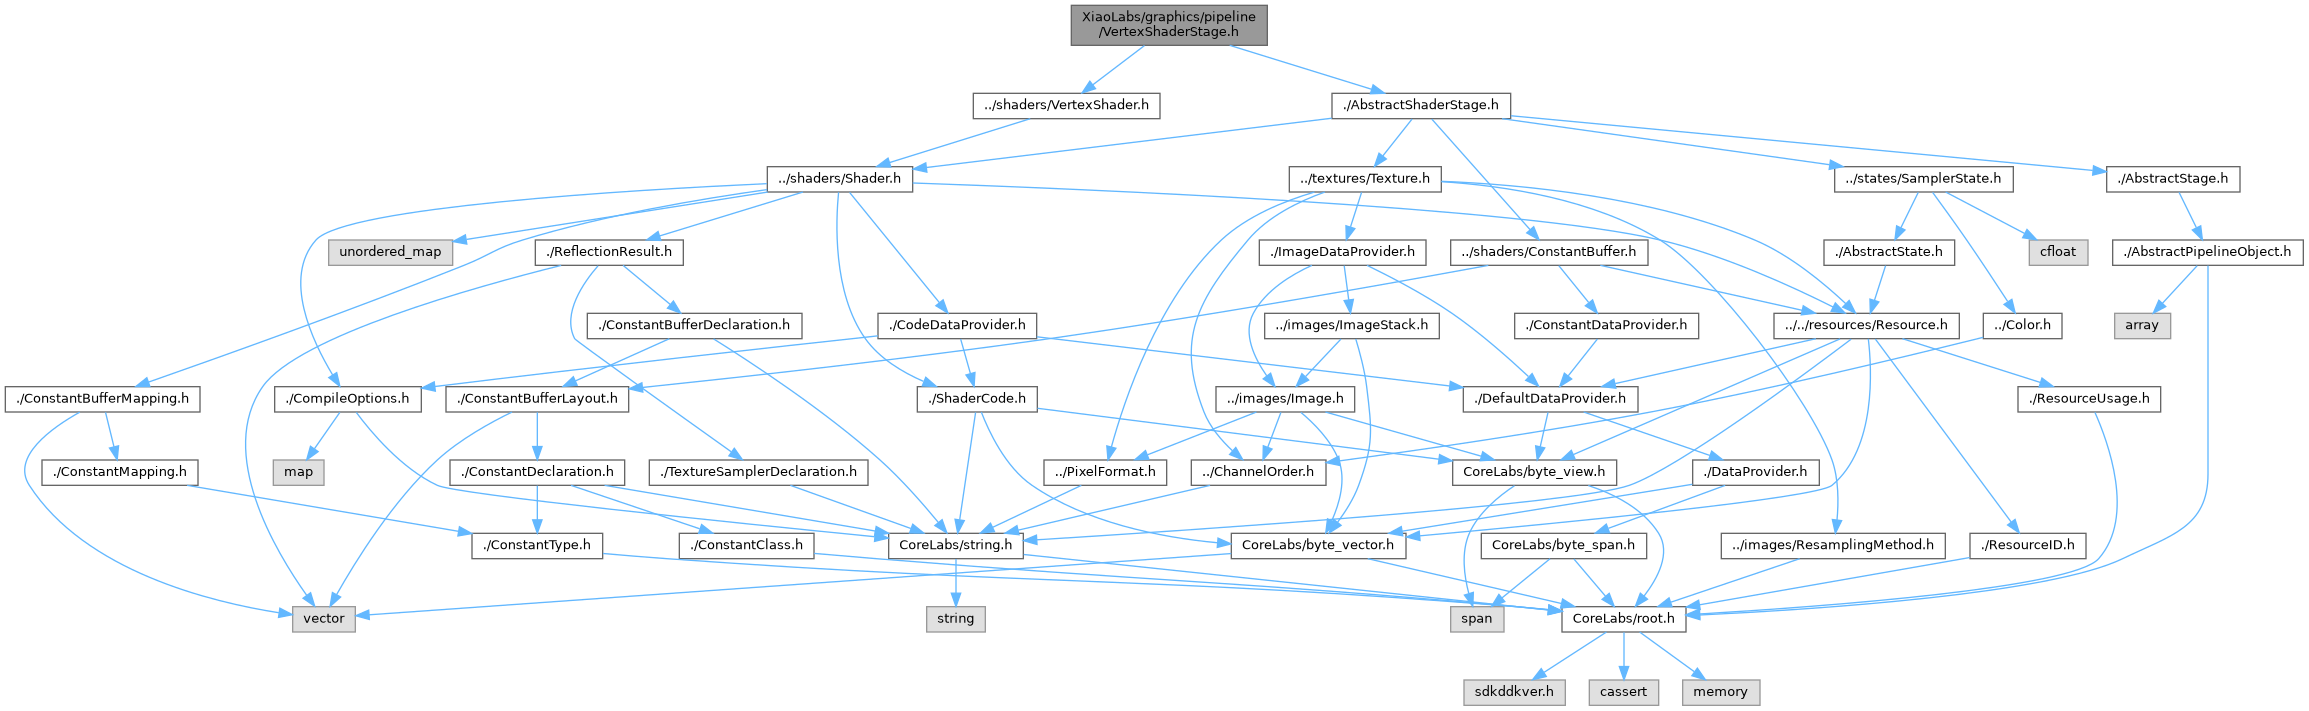 XiaoLabs/graphics/pipeline
/VertexShaderStage.h
../shaders/VertexShader.h
./AbstractShaderStage.h
../shaders/Shader.h
../textures/Texture.h
../states/SamplerState.h
./AbstractStage.h
unordered_map
./ReflectionResult.h
./ImageDataProvider.h
../shaders/ConstantBuffer.h
./AbstractState.h
cfloat
./AbstractPipelineObject.h
./ConstantBufferDeclaration.h
./CodeDataProvider.h
../images/ImageStack.h
./ConstantDataProvider.h
../../resources/Resource.h
../Color.h
array
./ConstantBufferMapping.h
./CompileOptions.h
./ConstantBufferLayout.h
./ShaderCode.h
../images/Image.h
./DefaultDataProvider.h
./ResourceUsage.h
./ConstantMapping.h
map
./ConstantDeclaration.h
./TextureSamplerDeclaration.h
../PixelFormat.h
../ChannelOrder.h
CoreLabs/byte_view.h
./DataProvider.h
./ConstantType.h
./ConstantClass.h
CoreLabs/string.h
CoreLabs/byte_vector.h
CoreLabs/byte_span.h
../images/ResamplingMethod.h
./ResourceID.h
vector
string
span
CoreLabs/root.h
sdkddkver.h
cassert
memory